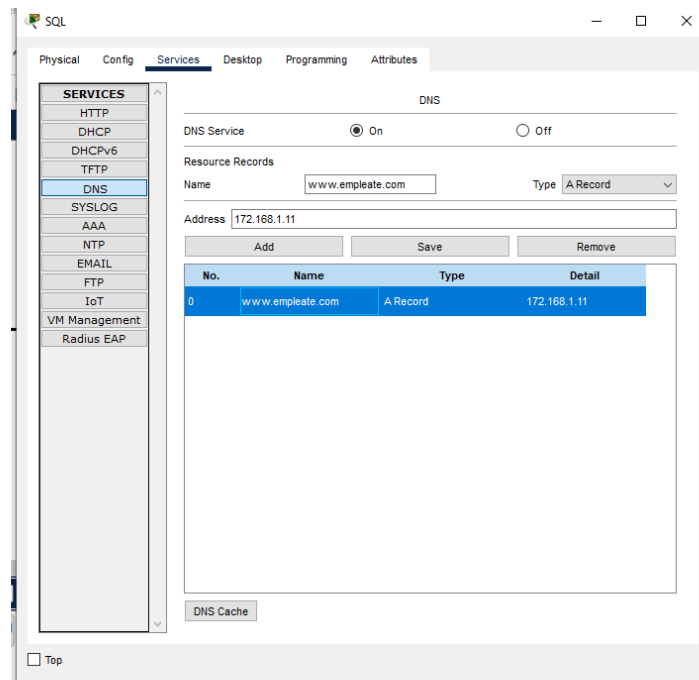 SQL
Physical Config Services Desktop Programming Attributes
SERVICES
HTTP
DHCP
DHCPv6
TFTP
DNS
SYSLOG
AAA
NTP
EMAIL
FTP
IoT
VM Management
Radius EAP
DNS
DNS Service On Off
Resource Records
Name www.empleate.com Type A Record
Address 172.168.1.11
Add Save Remove
No. Name Type Detail
0 www.empleate.com A Record 172.168.1.11
DNS Cache
Top